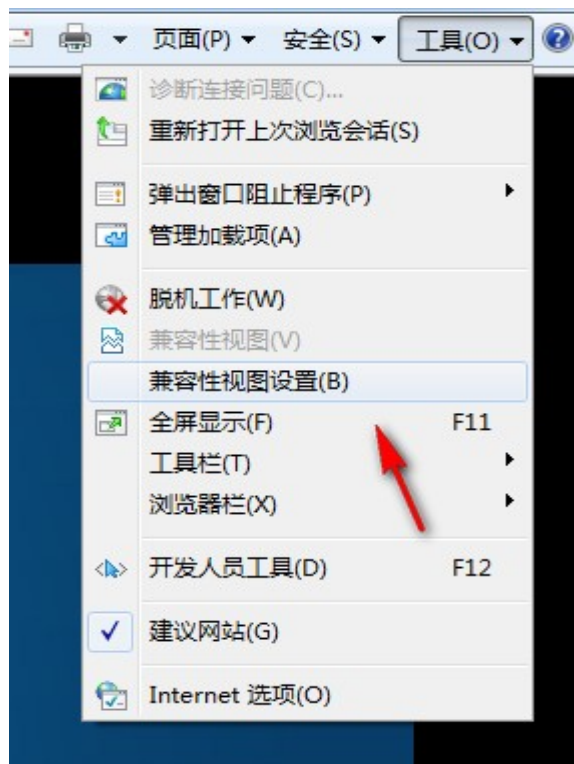 页面(P) 安全(S) 工具(O)
诊断连接问题(C)...
重新打开上次浏览会话(S)
弹出窗口阻止程序(P)
管理加载项(A)
脱机工作(W)
兼容性视图(V)
兼容性视图设置(B)
全屏显示(F) F11
工具栏(T)
浏览器栏(X)
开发人员工具(D) F12
建议网站(G)
Internet 选项(O)